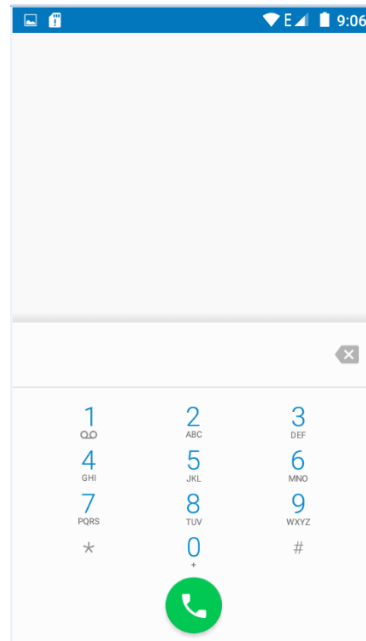 E 9:06
1 2 3
ABC DEF
4 5 6
GHI JKL MNO
7 8 9
PQRS TUV WXYZ
* 0 #
+